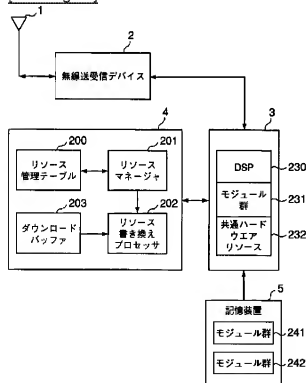 1
2
無線送受信デバイス
4
3
200
201
リソース
管理テーブル
リソース
マネージャ
203
202
ダウンロード
バッファ
リソース
書き換え
プロセッサ
DSP
230
モジュール
群
231
共通ハード
ウエア
リソース
232
5
記憶装置
モジュール群
241
モジュール群
242